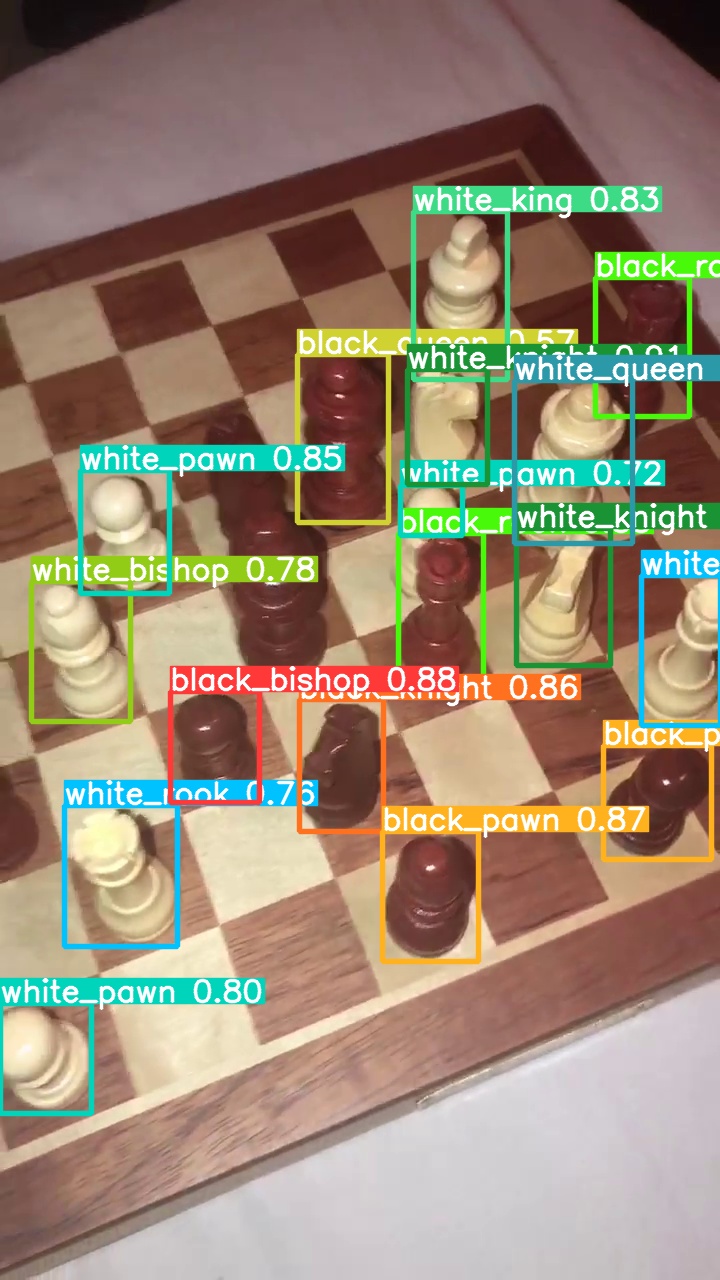 white_king 0.83
black_ro
black_queen 0.57
white_knight 0.91
white_queen
white_pawn 0.85
white_pawn 0.72
black_r
white_knight
white_bishop 0.78
white
black_bishop 0.88
black_knight 0.86
black_p
white_rook 0.76
black_pawn 0.87
white_pawn 0.80